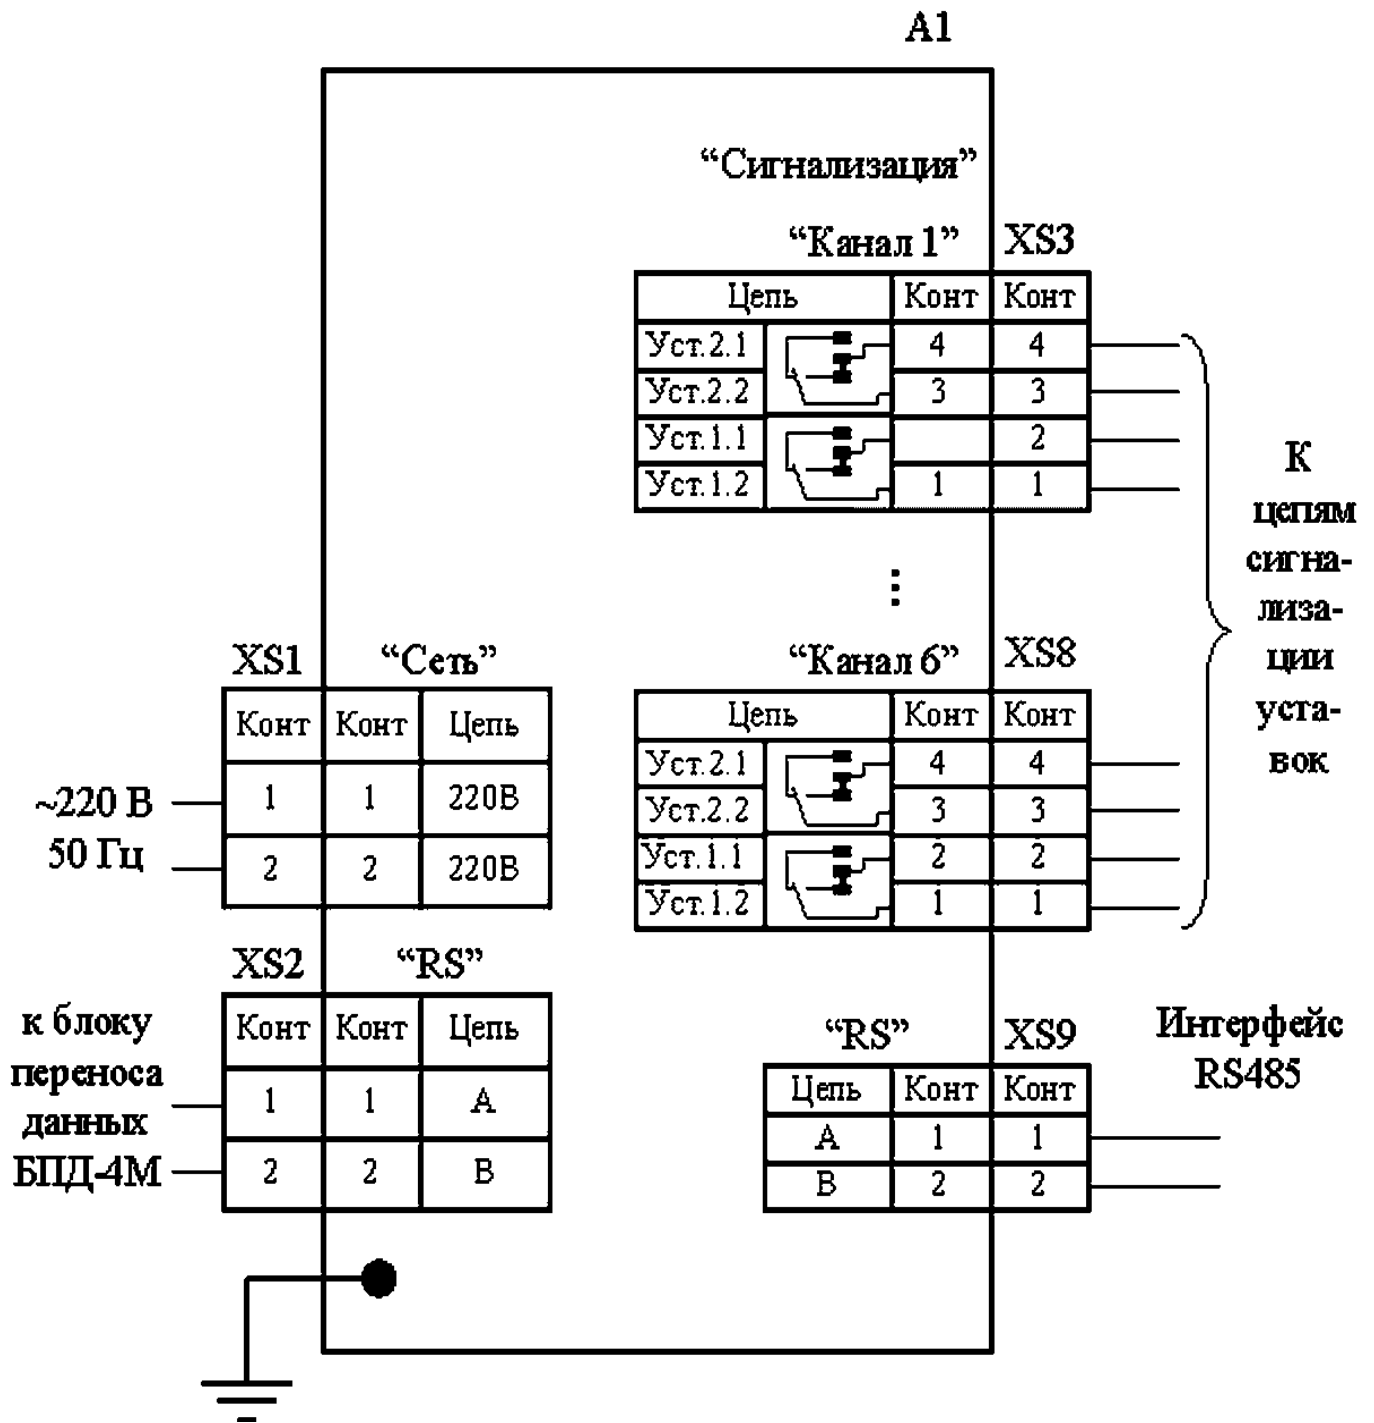 A1
“Сигнализация”
“Канал 1” XS3
Цепь Конт Конт
Уст.2.1 4 4
Уст.2.2 3 3
Уст.1.1 2
Уст.1.2 1 1
К
цепям
сигна-
лиза-
ции
уста-
вок
“Канал 6” XS8
Цепь Конт Конт
Уст.2.1 4 4
Уст.2.2 3 3
Уст.1.1 2 2
Уст.1.2 1 1
XS1 “Сеть”
Конт Конт Цепь
1 1 220В
2 2 220В
~220 В
50 Гц
XS2 “RS”
Конт Конт Цепь
1 1 А
2 2 В
к блоку
переноса
данных
БПД-4М
“RS” XS9
Цепь Конт Конт
А 1 1
В 2 2
Интерфейс
RS485